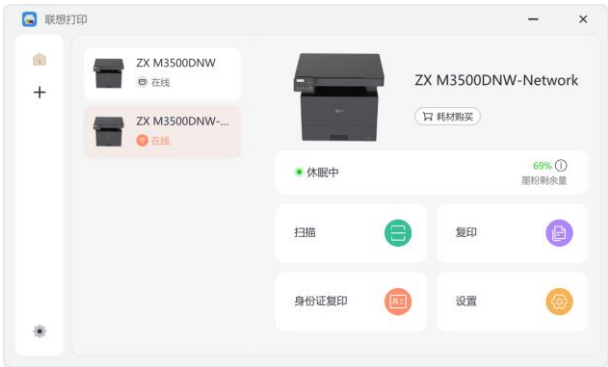 联想打印
ZX M3500DNW
在线
ZX M3500DNW-...
在线
ZX M3500DNW-Network
耗材购买
休眠中
69%
墨粉剩余量
扫描
复印
身份证复印
设置